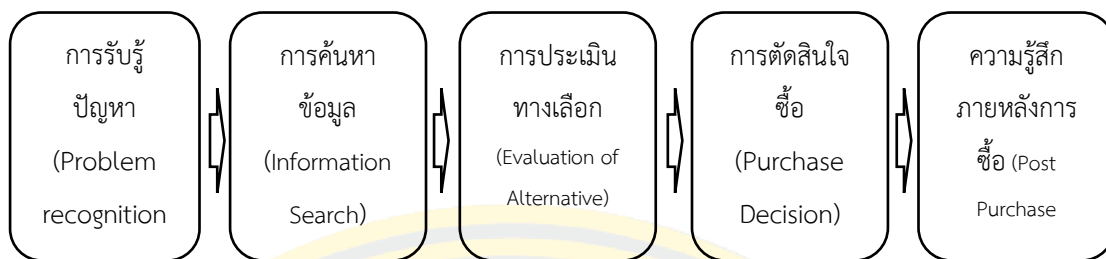 การรับรู้
ปัญหา
(Problem
recognition
การค้นหา
ข้อมูล
(Information
Search)
การประเมิน
ทางเลือก
(Evaluation of
Alternative)
การตัดสินใจ
ซื้อ
(Purchase
Decision)
ความรู้สึก
ภายหลังการ
ซื้อ (Post
Purchase